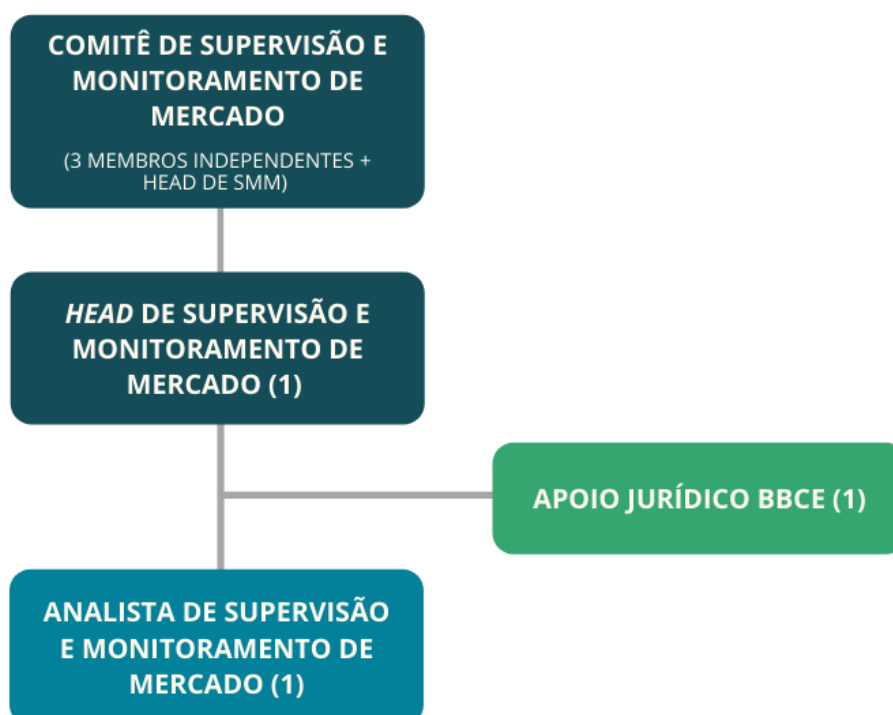 COMITÊ DE SUPERVISÃO E
MONITORAMENTO DE
MERCADO
(3 MEMBROS INDEPENDENTES +
HEAD DE SMM)
HEAD DE SUPERVISÃO E
MONITORAMENTO DE
MERCADO (1)
APOIO JURÍDICO BBCE (1)
ANALISTA DE SUPERVISÃO
E MONITORAMENTO DE
MERCADO (1)